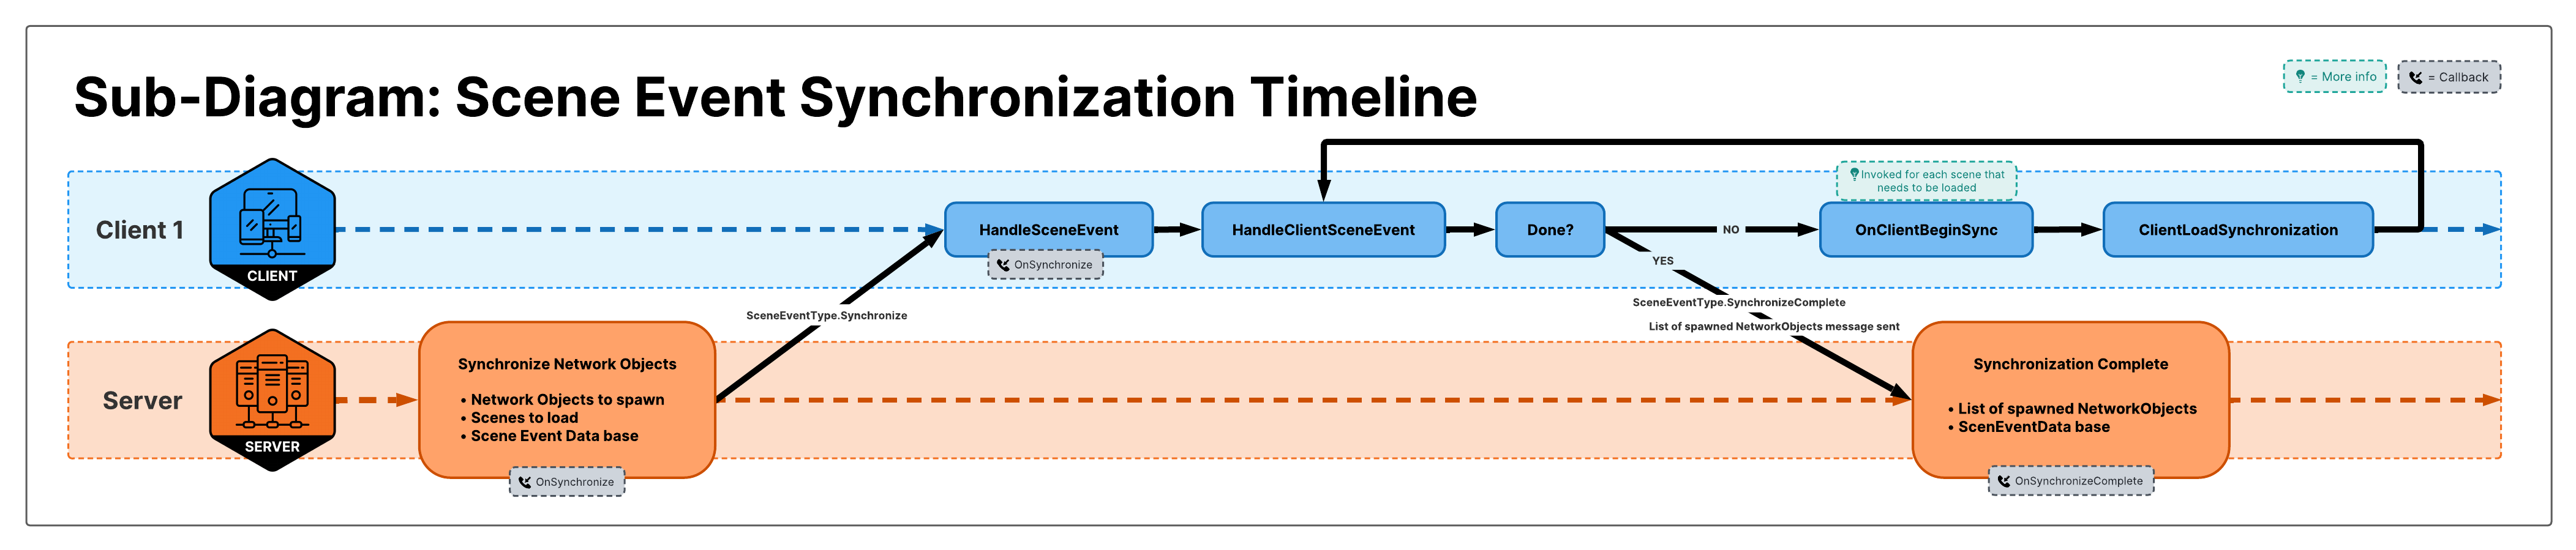 Sub-Diagram: Scene Event Synchronization Timeline
= More info
= Callback
Client 1
CLIENT
HandleSceneEvent
OnSynchronize
HandleClientSceneEvent
Done?
NO
YES
Invoked for each scene that
needs to be loaded
OnClientBeginSync
ClientLoadSynchronization
SceneEventType.Synchronize
SceneEventType.SynchronizeComplete
List of spawned NetworkObjects message sent
Server
SERVER
Synchronize Network Objects
• Network Objects to spawn
• Scenes to load
• Scene Event Data base
OnSynchronize
Synchronization Complete
• List of spawned NetworkObjects
• ScenEventData base
OnSynchronizeComplete